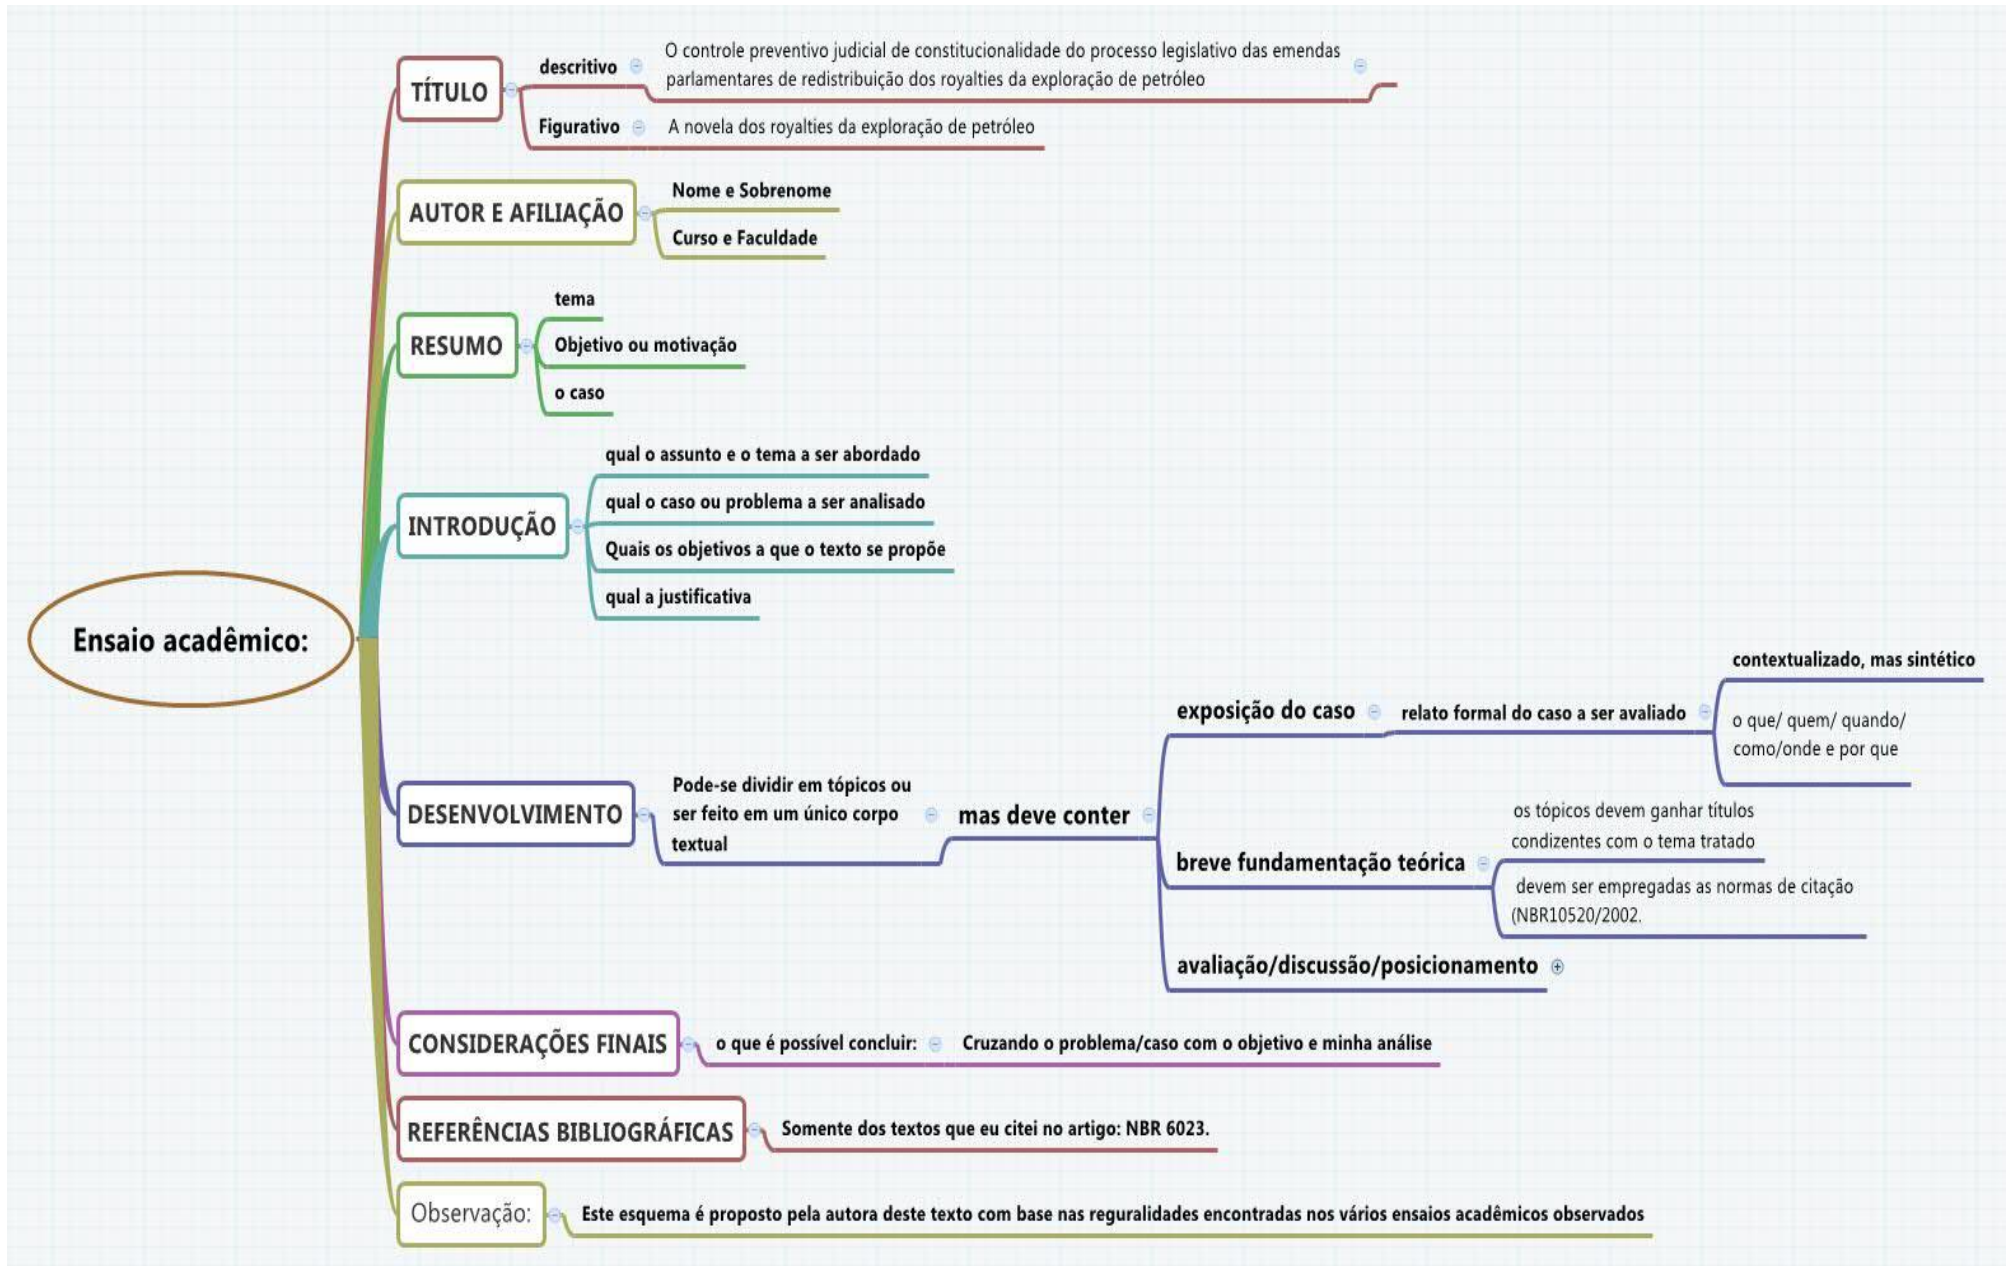 Ensaio acadêmico:
TÍTULO
descritivo
O controle preventivo judicial de constitucionalidade do processo legislativo das emendas
parlamentares de redistribuição dos royalties da exploração de petróleo
Figurativo
A novela dos royalties da exploração de petróleo
AUTOR E AFILIAÇÃO
Nome e Sobrenome
Curso e Faculdade
RESUMO
tema
Objetivo ou motivação
o caso
INTRODUÇÃO
qual o assunto e o tema a ser abordado
qual o caso ou problema a ser analisado
Quais os objetivos a que o texto se propõe
qual a justificativa
DESENVOLVIMENTO
Pode-se dividir em tópicos ou
ser feito em um único corpo
textual
mas deve conter
exposição do caso
relato formal do caso a ser avaliado
contextualizado, mas sintético
o que/ quem/ quando/
como/onde e por que
breve fundamentação teórica
os tópicos devem ganhar títulos
condizentes com o tema tratado
devem ser empregadas as normas de citação
(NBR10520/2002.
avaliação/discussão/posicionamento
CONSIDERAÇÕES FINAIS
o que é possível concluir:
Cruzando o problema/caso com o objetivo e minha análise
REFERÊNCIAS BIBLIOGRÁFICAS
Somente dos textos que eu citei no artigo: NBR 6023.
Observação:
Este esquema é proposto pela autora deste texto com base nas reguralidades encontradas nos vários ensaios acadêmicos observados